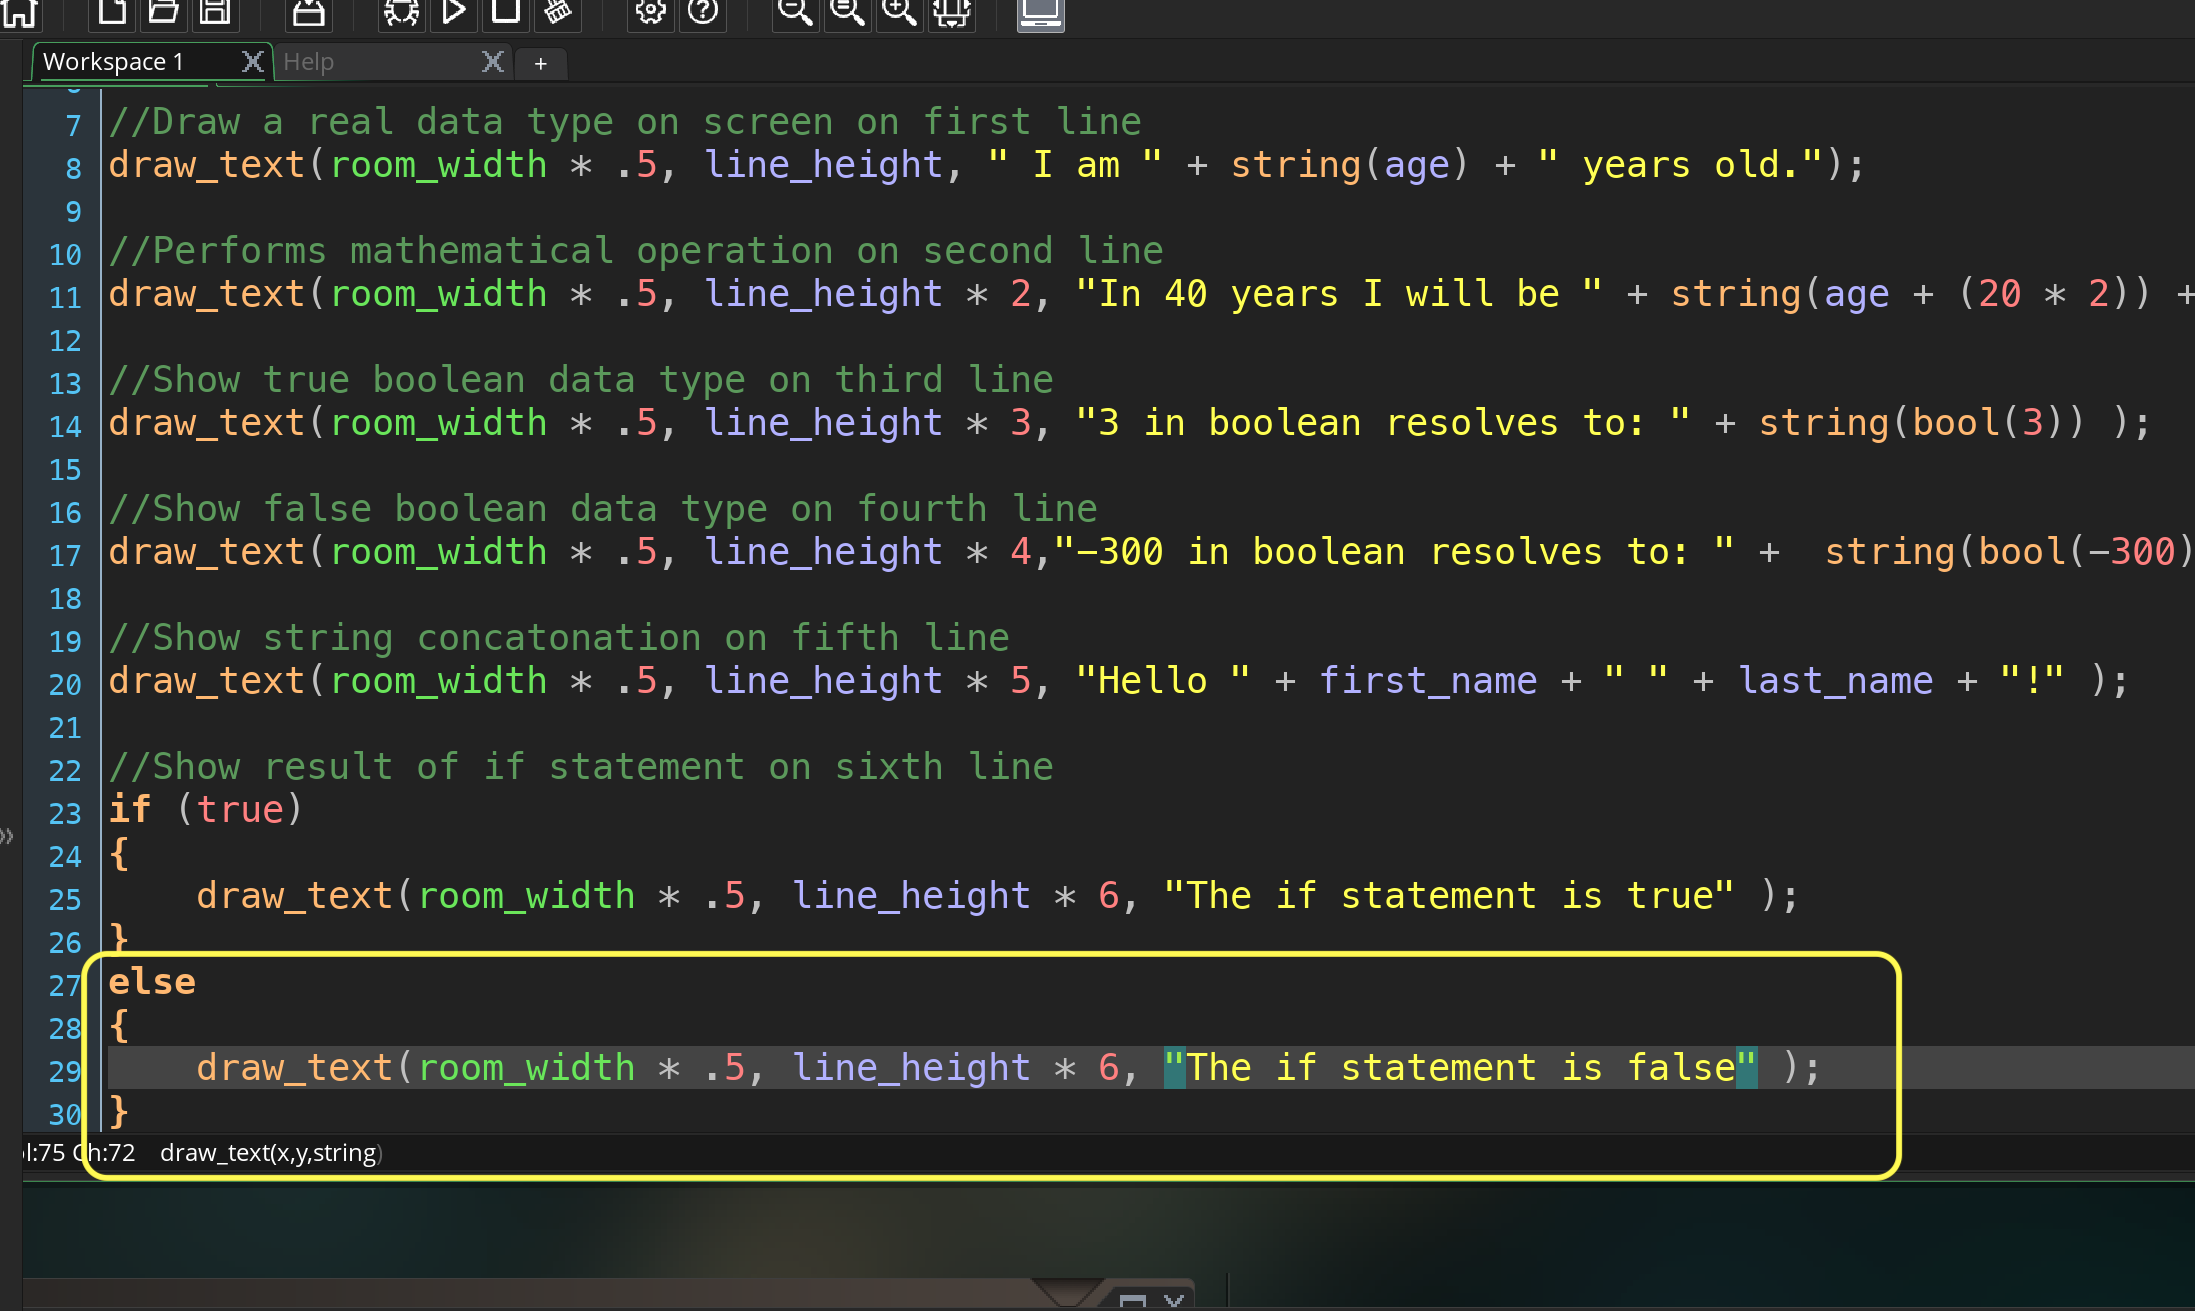 Workspace 1
Help
+
7 //Draw a real data type on screen on first line
8 draw_text(room_width * .5, line_height, " I am " + string(age) + " years old.");
9
10 //Performs mathematical operation on second line
11 draw_text(room_width * .5, line_height * 2, "In 40 years I will be " + string(age + (20 * 2)) +
12
13 //Show true boolean data type on third line
14 draw_text(room_width * .5, line_height * 3, "3 in boolean resolves to: " + string(bool(3)) );
15
16 //Show false boolean data type on fourth line
17 draw_text(room_width * .5, line_height * 4,"-300 in boolean resolves to: " +  string(bool(-300)
18
19 //Show string concatonation on fifth line
20 draw_text(room_width * .5, line_height * 5, "Hello " + first_name + " " + last_name + "!" );
21
22 //Show result of if statement on sixth line
23 if (true)
24 {
25     draw_text(room_width * .5, line_height * 6, "The if statement is true" );
26 }
27 else
28 {
29     draw_text(room_width * .5, line_height * 6, "The if statement is false" );
30 }
l:75 Ch:72 draw_text(x,y,string)